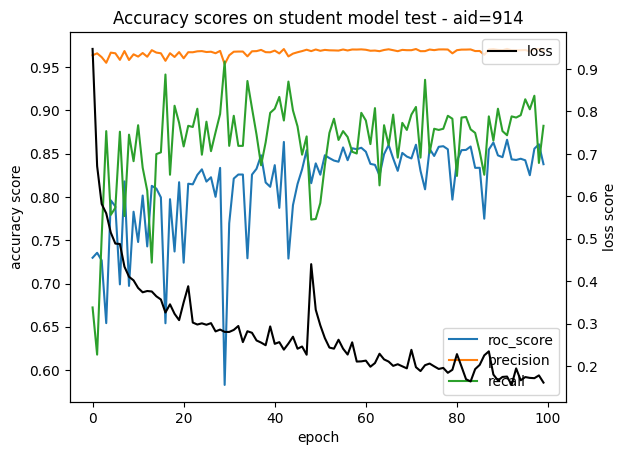 Accuracy scores on student model test - aid=914
loss
accuracy score
0.95
0.90
0.85
0.80
0.75
0.70
0.65
0.60
0.9
0.8
0.7
0.6
0.5
0.4
0.3
0.2
loss score
roc_score
precision
recall
0
20
40
60
80
100
epoch